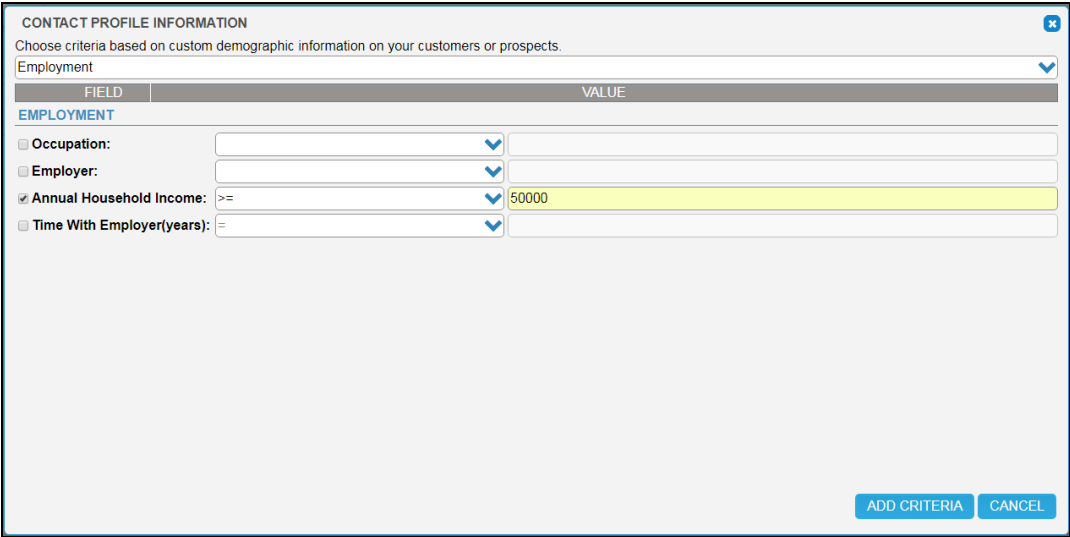 CONTACT PROFILE INFORMATION
Choose criteria based on custom demographic information on your customers or prospects.
Employment
FIELD VALUE
EMPLOYMENT
Occupation:
Employer:
Annual Household Income: >= 50000
Time With Employer(years): =
ADD CRITERIA CANCEL